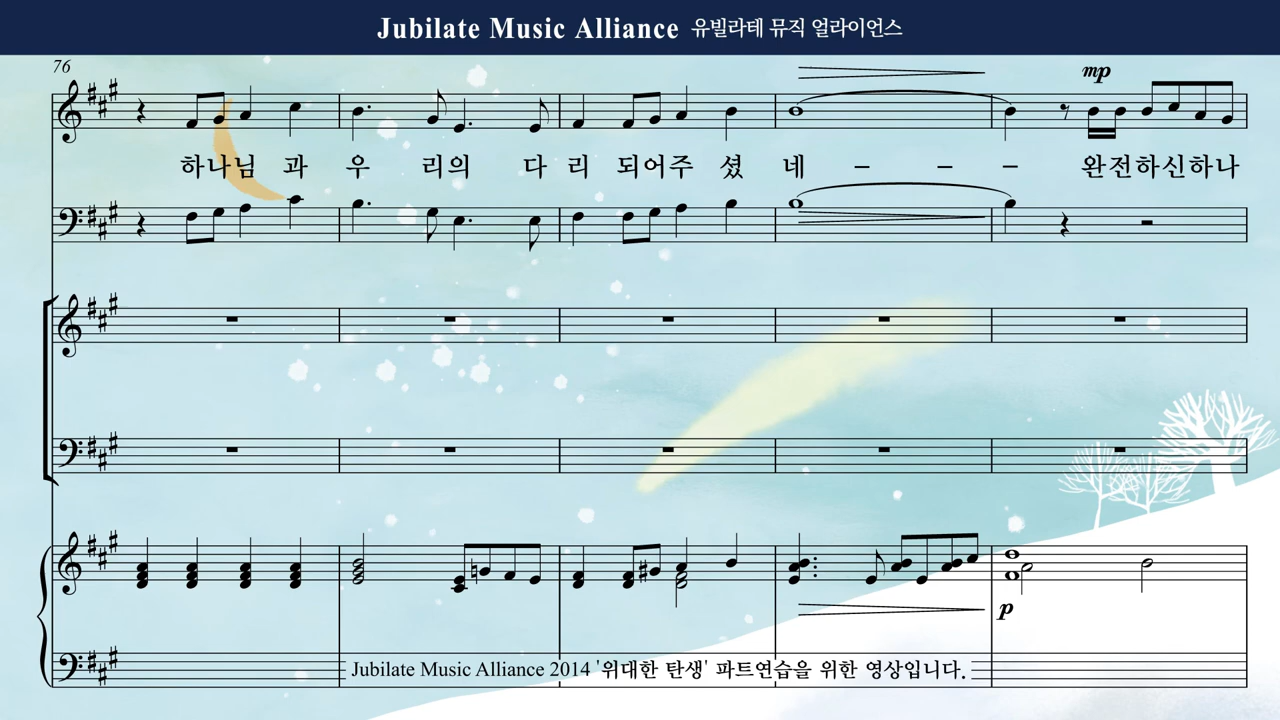 Jubilate Music Alliance 유빌라테 뮤직 얼라이언스
76
mp
하나님 과 우 리의 다 리 되어주 셨 네 – – – 완전하신하나
p
Jubilate Music Alliance 2014 '위대한 탄생' 파트연습을 위한 영상입니다.